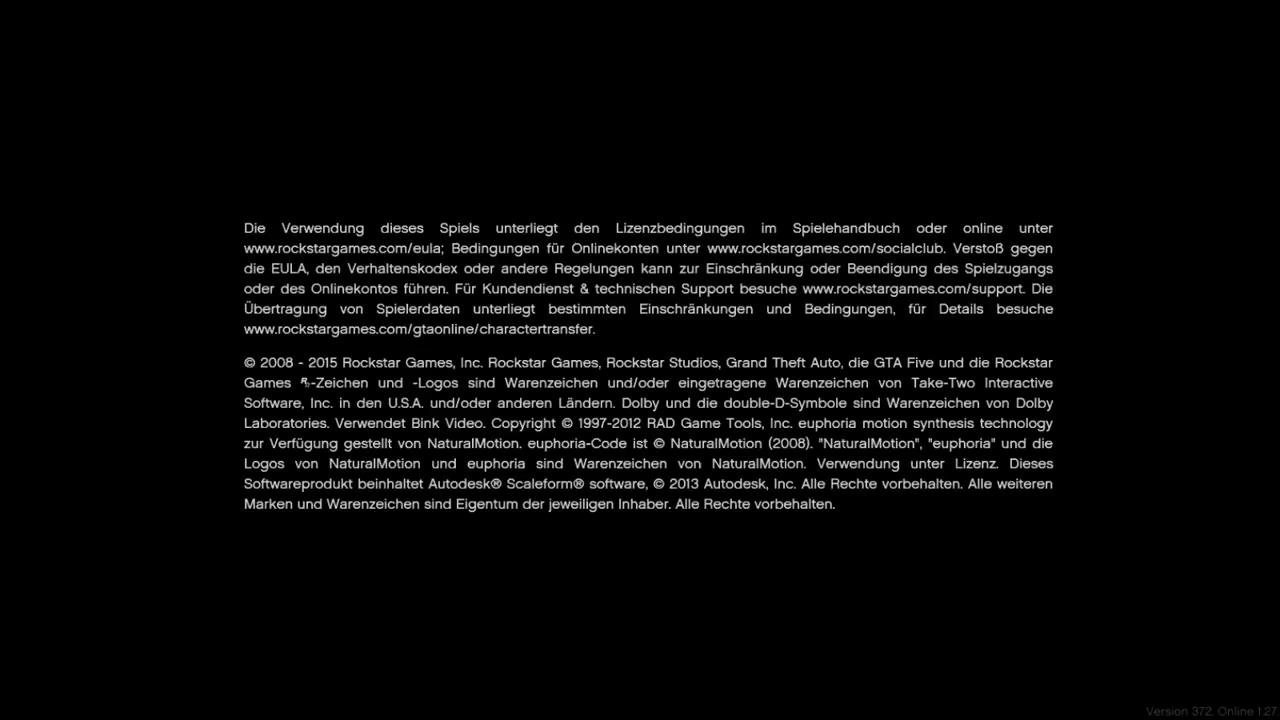 Die Verwendung dieses Spiels unterliegt den Lizenzbedingungen im Spielehandbuch oder online unter
www.rockstargames.com/eula; Bedingungen für Onlinekonten unter www.rockstargames.com/socialclub. Verstoß gegen
die EULA, den Verhaltenskodex oder andere Regelungen kann zur Einschränkung oder Beendigung des Spielzugangs
oder des Onlinekontos führen. Für Kundendienst & technischen Support besuche www.rockstargames.com/support. Die
Übertragung von Spielerdaten unterliegt bestimmten Einschränkungen und Bedingungen, für Details besuche
www.rockstargames.com/gtaonline/charactertransfer.
© 2008 - 2015 Rockstar Games, Inc. Rockstar Games, Rockstar Studios, Grand Theft Auto, die GTA Five und die Rockstar
Games R*-Zeichen und -Logos sind Warenzeichen und/oder eingetragene Warenzeichen von Take-Two Interactive
Software, Inc. in den U.S.A. und/oder anderen Ländern. Dolby und die double-D-Symbole sind Warenzeichen von Dolby
Laboratories. Verwendet Bink Video. Copyright © 1997-2012 RAD Game Tools, Inc. euphoria motion synthesis technology
zur Verfügung gestellt von NaturalMotion. euphoria-Code ist © NaturalMotion (2008). "NaturalMotion", "euphoria" und die
Logos von NaturalMotion und euphoria sind Warenzeichen von NaturalMotion. Verwendung unter Lizenz. Dieses
Softwareprodukt beinhaltet Autodesk® Scaleform® software, © 2013 Autodesk, Inc. Alle Rechte vorbehalten. Alle weiteren
Marken und Warenzeichen sind Eigentum der jeweiligen Inhaber. Alle Rechte vorbehalten.
Version 372. Online 1.27